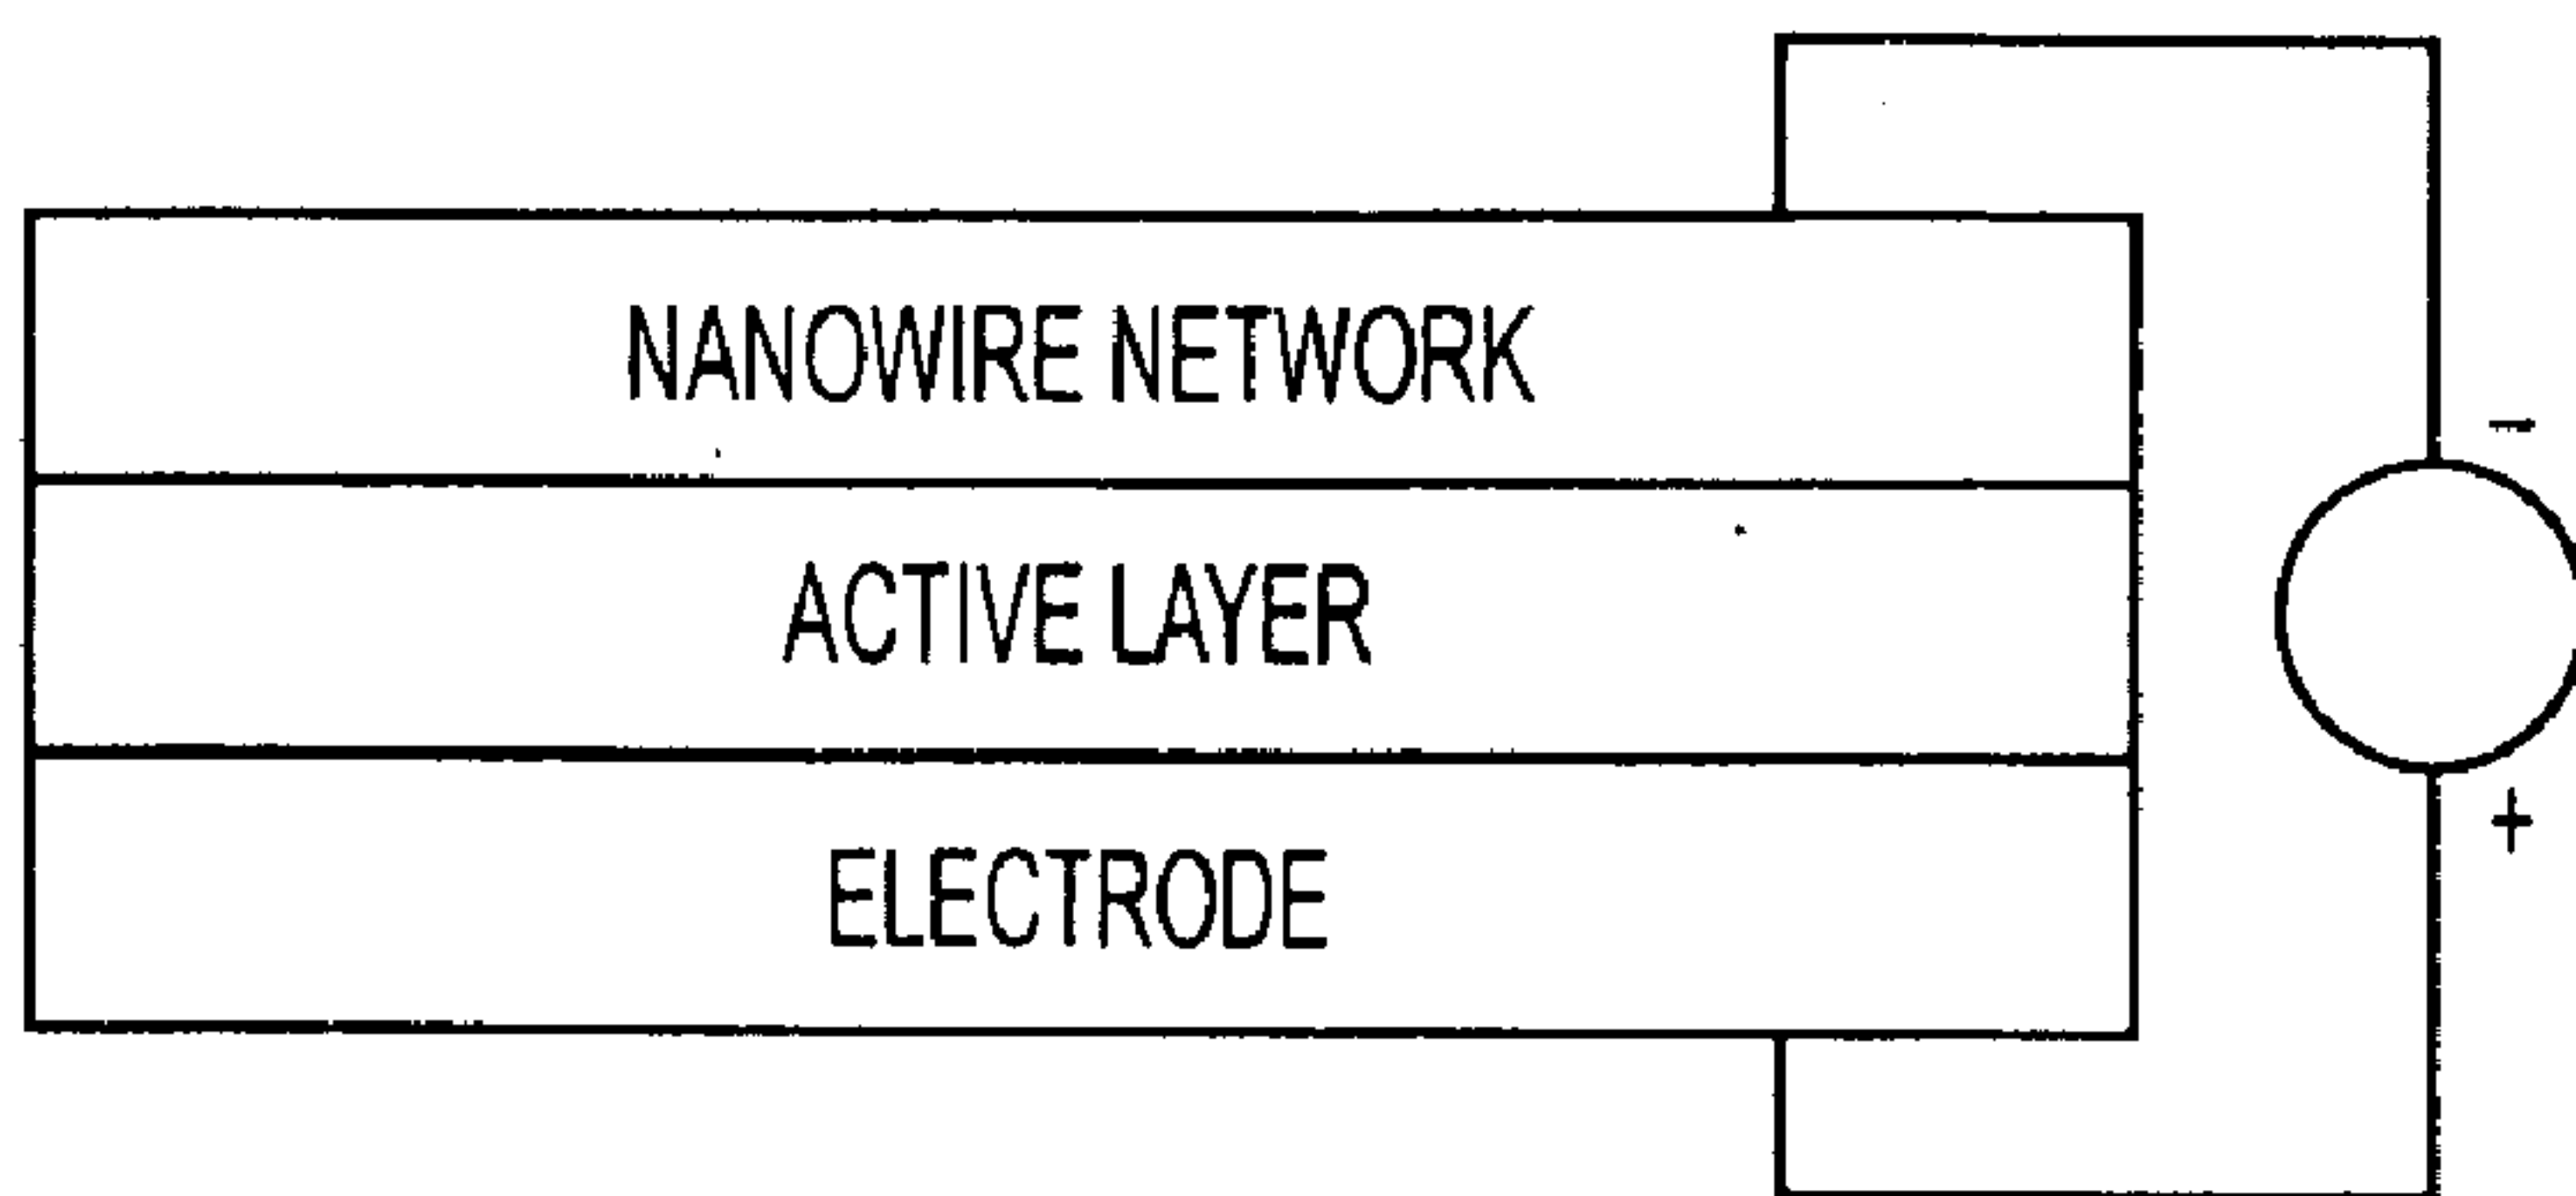 NANOWIRE NETWORK
-
ACTIVE LAYER
+
ELECTRODE